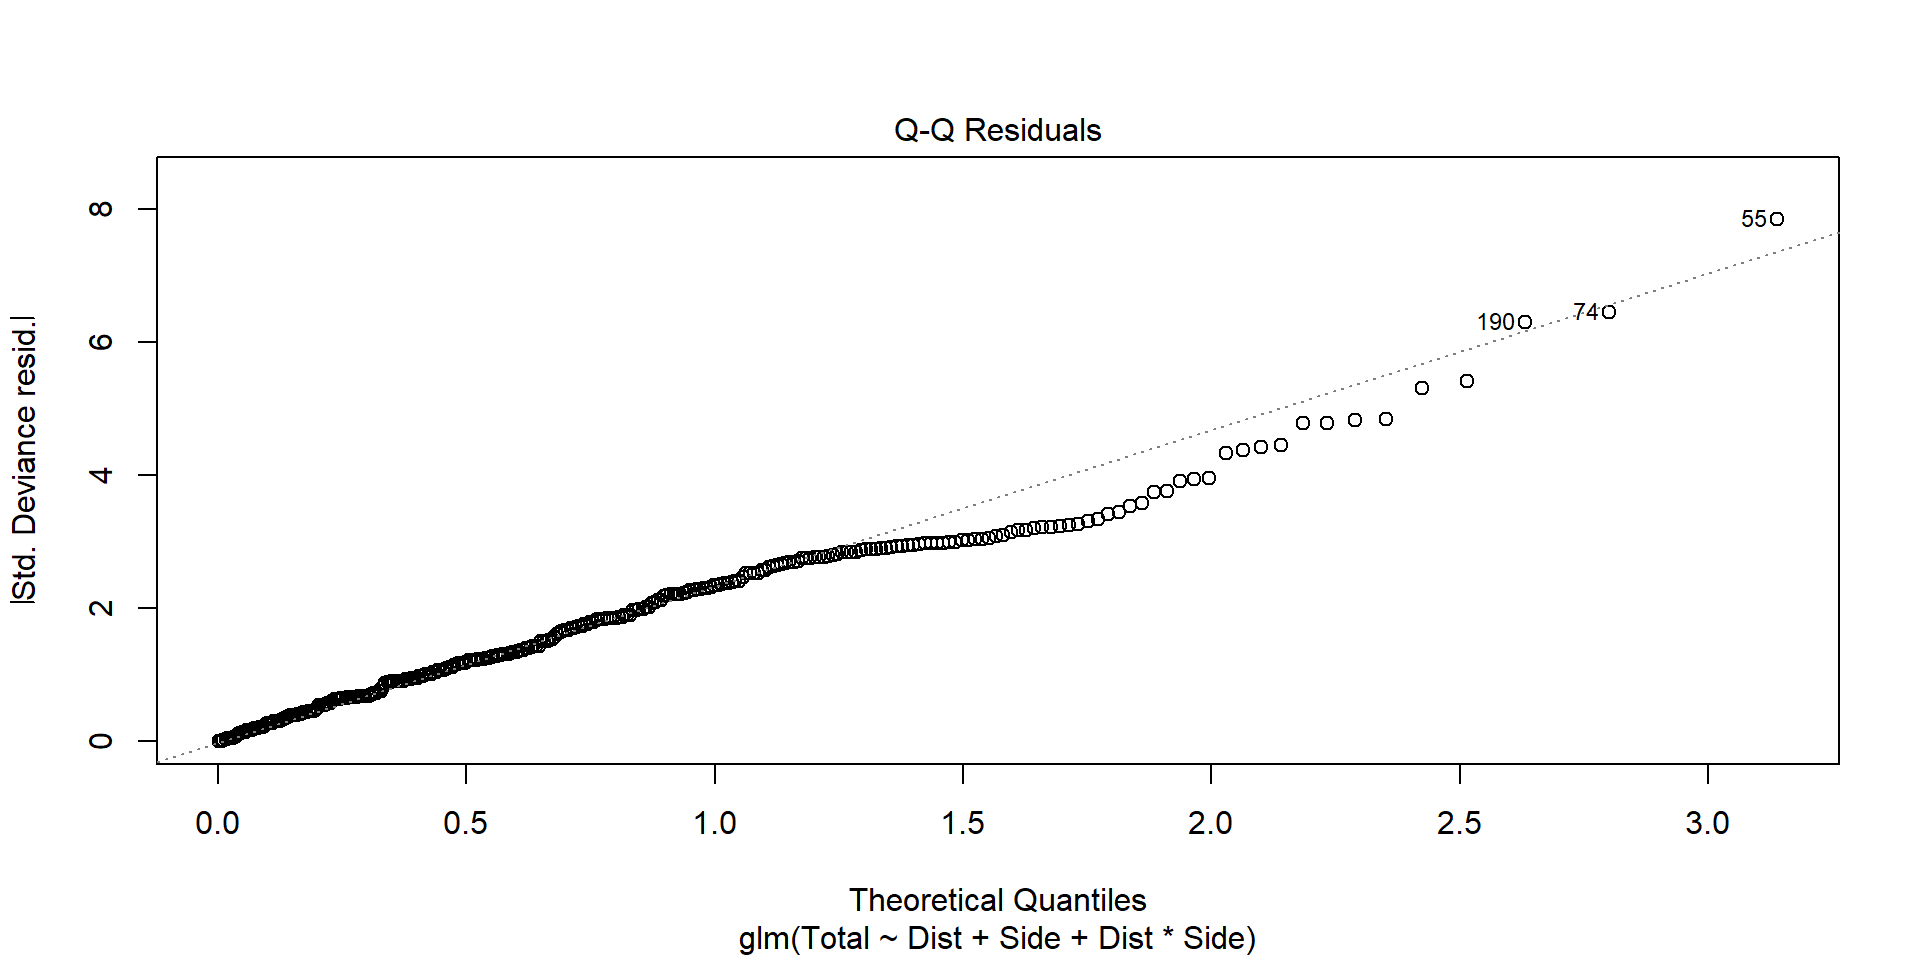 Q-Q Residuals
|Std. Deviance resid.|
8
6
4
2
0
55
190
74
0.0 0.5 1.0 1.5 2.0 2.5 3.0
Theoretical Quantiles
glm(Total ~ Dist + Side + Dist * Side)